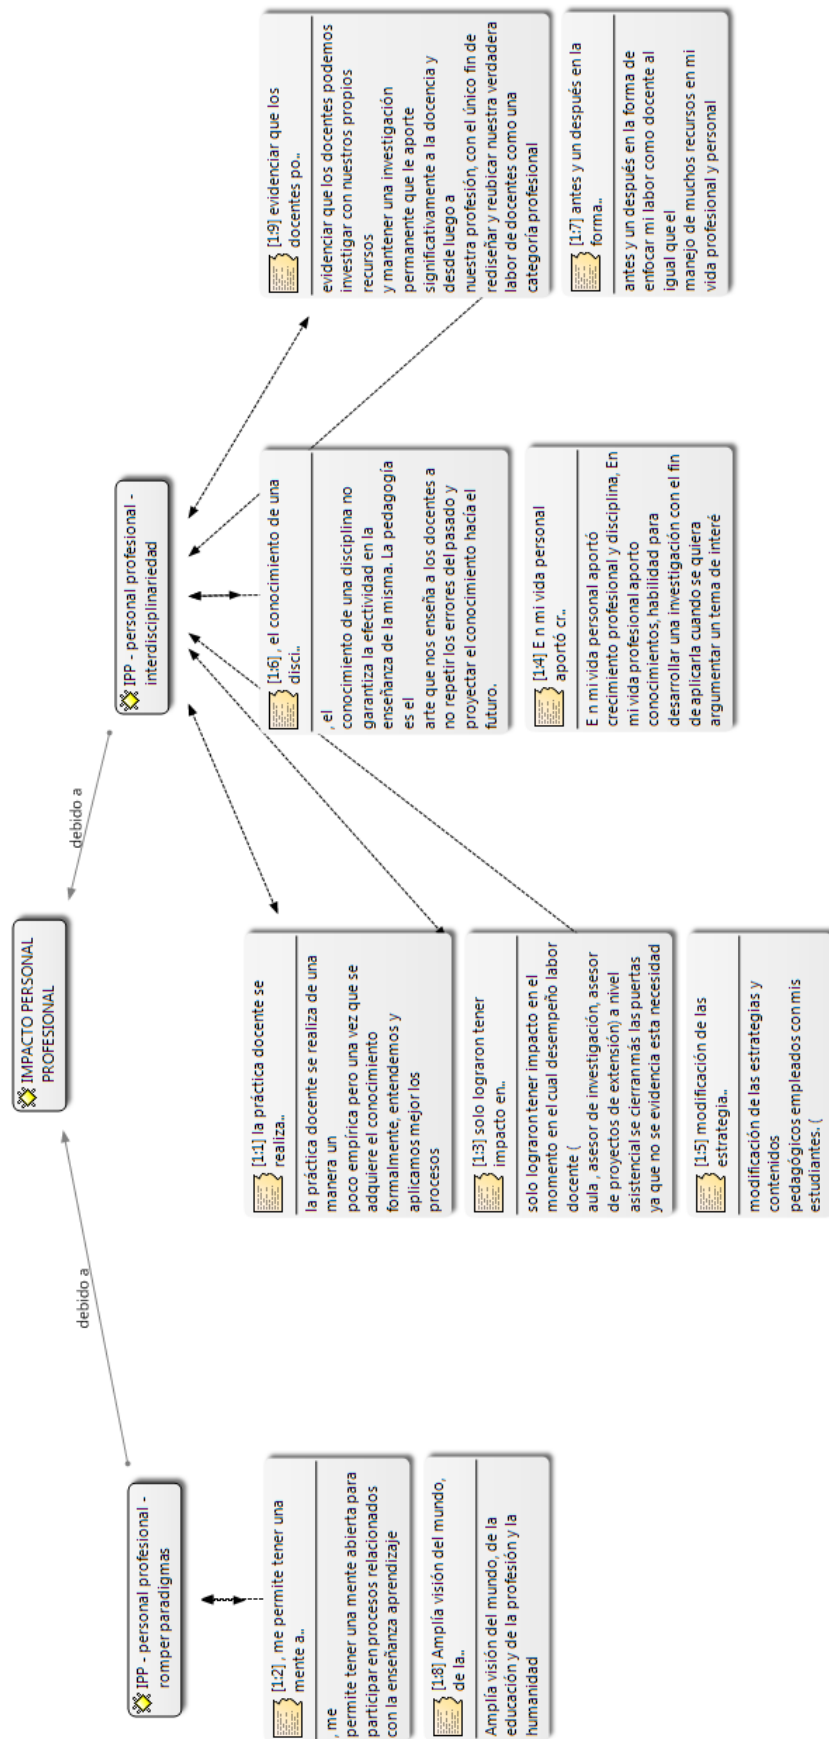 IMPACTO PERSONAL
PROFESIONAL
debido a
debido a
IPP - personal profesional -
romper paradigmas
IPP - personal profesional -
interdisciplinariedad
[1:2] , me permite tener una
mente a..
, me
permite tener una mente abierta para
participar en procesos relacionados
con la enseñanza aprendizaje
[1:8] Amplía visión del mundo,
de la..
Amplía visión del mundo, de la
educación y de la profesión y la
humanidad
[1:1] la práctica docente se
realiza..
la práctica docente se realiza de una
manera un
poco empírica pero una vez que se
adquiere el conocimiento
formalmente, entendemos y
aplicamos mejor los
procesos
[1:3] solo lograron tener
impacto en..
solo lograron tener impacto en el
momento en el cual desempeño labor
docente (
aula , asesor de investigación, asesor
de proyectos de extensión) a nivel
asistencial se cierran más las puertas
ya que no se evidencia esta necesidad
[1:5] modificación de las
estrategia..
modificación de las estrategias y
contenidos
pedagógicos empleados con mis
estudiantes. (
[1:6] , el conocimiento de una
disci..
, el
conocimiento de una disciplina no
garantiza la efectividad en la
enseñanza de la misma. La pedagogía
es el
arte que nos enseña a los docentes a
no repetir los errores del pasado y
proyectar el conocimiento hacía el
futuro.
[1:4] E n mi vida personal
aportó cr..
E n mi vida personal aportó
crecimiento profesional y disciplina, En
mi vida profesional aporto
conocimientos, habilidad para
desarrollar una investigación con el fin
de aplicarla cuando se quiera
argumentar un tema de interé
[1:9] evidenciar que los
docentes po..
evidenciar que los docentes podemos
investigar con nuestros propios
recursos
y mantener una investigación
permanente que le aporte
significativamente a la docencia y
desde luego a
nuestra profesión, con el único fin de
rediseñar y reubicar nuestra verdadera
labor de docentes como una
categoría profesional
[1:7] antes y un después en la
forma..
antes y un después en la forma de
enfocar mi labor como docente al
igual que el
manejo de muchos recursos en mi
vida profesional y personal